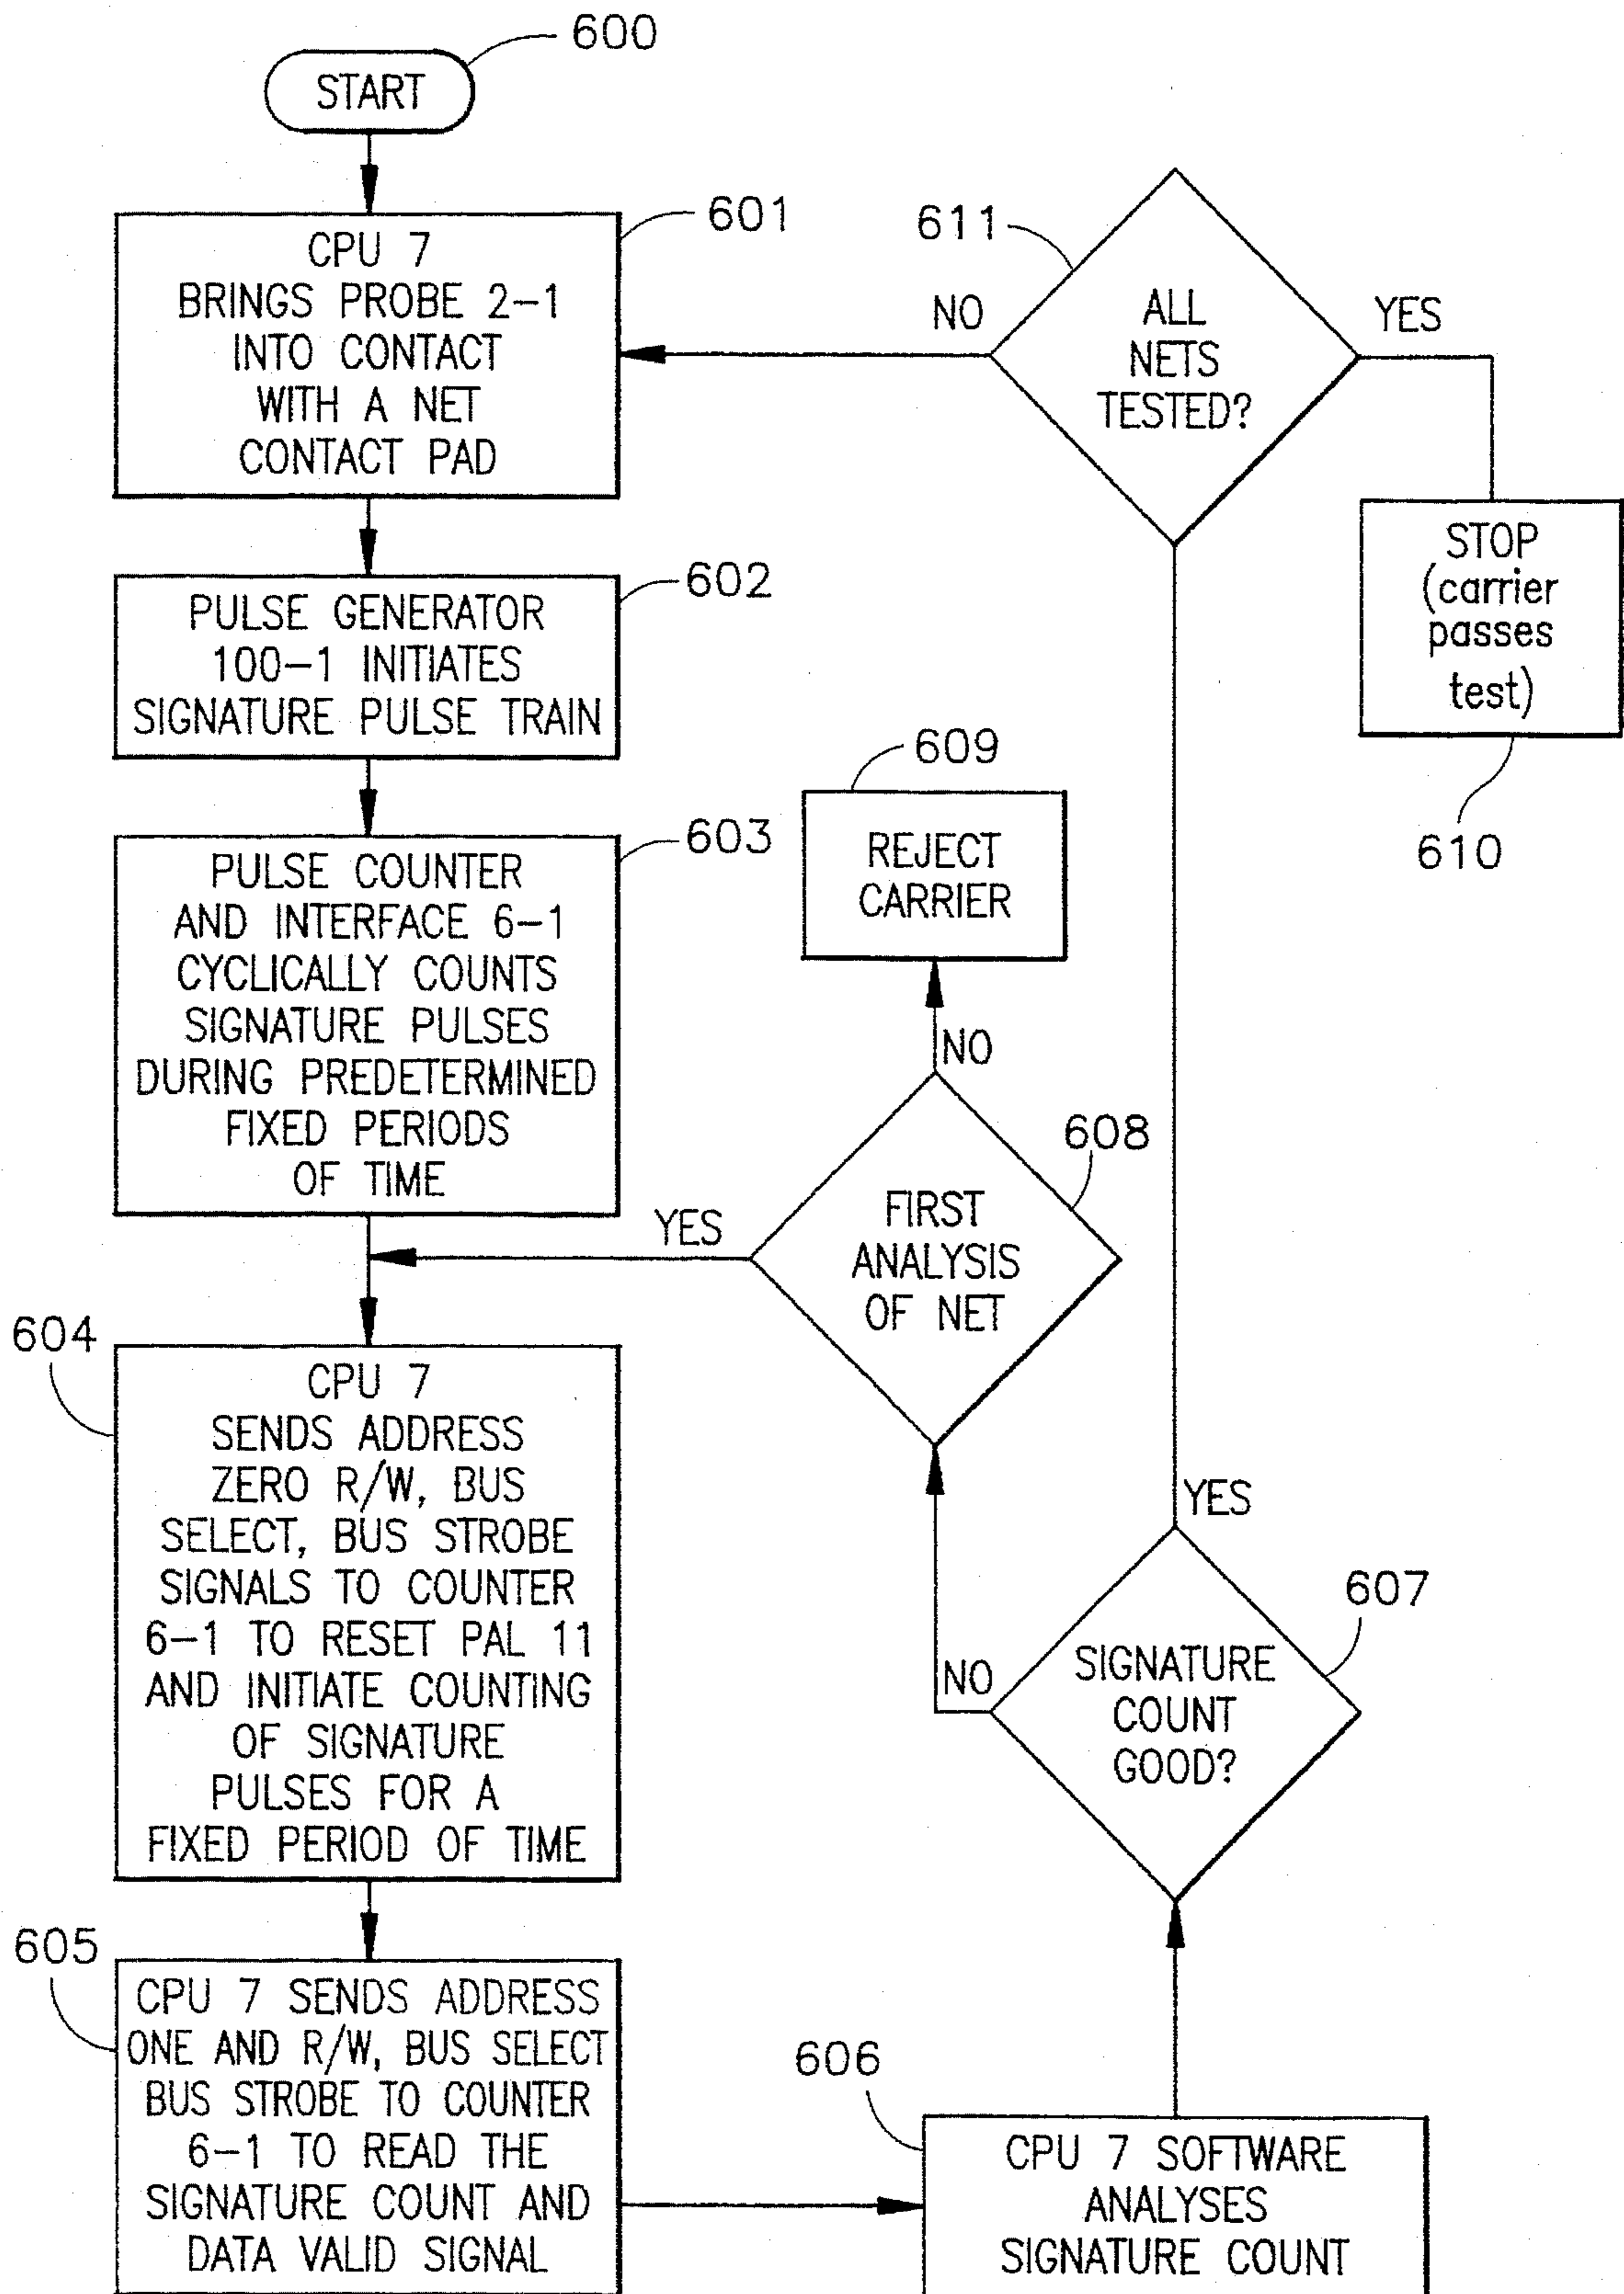 600
START
601
CPU 7
BRINGS PROBE 2-1
INTO CONTACT
WITH A NET
CONTACT PAD
602
PULSE GENERATOR
100-1 INITIATES
SIGNATURE PULSE TRAIN
603
PULSE COUNTER
AND INTERFACE 6-1
CYCLICALLY COUNTS
SIGNATURE PULSES
DURING PREDETERMINED
FIXED PERIODS
OF TIME
604
CPU 7
SENDS ADDRESS
ZERO R/W, BUS
SELECT, BUS STROBE
SIGNALS TO COUNTER
6-1 TO RESET PAL 11
AND INITIATE COUNTING
OF SIGNATURE
PULSES FOR A
FIXED PERIOD OF TIME
605
CPU 7 SENDS ADDRESS
ONE AND R/W, BUS SELECT
BUS STROBE TO COUNTER
6-1 TO READ THE
SIGNATURE COUNT AND
DATA VALID SIGNAL
606
CPU 7 SOFTWARE
ANALYSES
SIGNATURE COUNT
607
SIGNATURE
COUNT
GOOD?
NO
YES
608
FIRST
ANALYSIS
OF NET
YES
NO
609
REJECT
CARRIER
611
ALL
NETS
TESTED?
NO
YES
STOP
(carrier
passes
test)
610